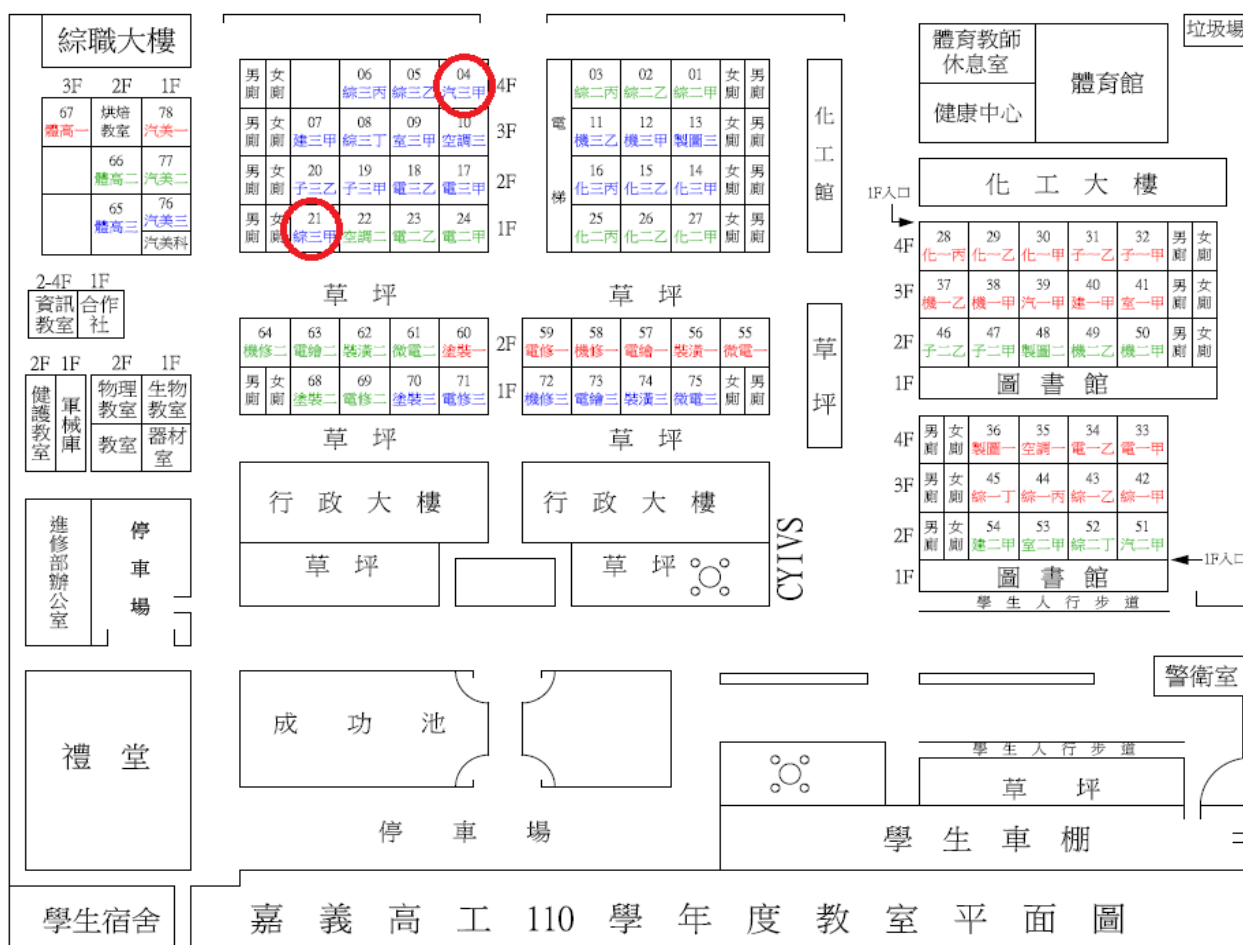 綜職大樓
3F 2F 1F
67 烘焙 78
體高一 教室 汽美一
66 77
體高二 汽美二
65 76
體高三 汽美三
汽美科
2-4F 1F
資訊 合作
教室 社
2F 1F 2F 1F
健護教室 軍械庫 物理教室 生物教室
教室 器材室
進修部辦公室 停車場
禮堂
學生宿舍
男廁 女廁 06 05 04 4F
綜三丙 綜三乙 汽三甲
男廁 女廁 07 08 09 10 3F
建三甲 綜三丁 室三甲 空調三
男廁 女廁 20 19 18 17 2F
子三乙 子三甲 電三乙 電三甲
男廁 女廁 21 22 23 24 1F
綜三甲 空調二 電二乙 電二甲
電梯
03 02 01 女廁 男廁
綜二丙 綜二乙 綜二甲
11 12 13 女廁 男廁
機三乙 機三甲 製圖三
16 15 14 女廁 男廁
化三丙 化三乙 化三甲
25 26 27 女廁 男廁
化二丙 化二乙 化二甲
化工館
草坪 草坪
64 63 62 61 60 2F 59 58 57 56 55
機修二 電繪二 裝潢二 微電二 塗裝一 電修一 機修一 電繪一 裝潢一 微電一
男廁 女廁 68 69 70 71 1F 72 73 74 75 女廁 男廁
塗裝二 電修二 塗裝三 電修三 機修三 電繪三 裝潢三 微電三
草坪
草坪 草坪
行政大樓 行政大樓
草坪 草坪
CYIVS
成功池
停車場
體育教師
休息室
健康中心
體育館
垃圾場
化工大樓
1F入口
4F 28 29 30 31 32 男廁 女廁
化一丙 化一乙 化一甲 子一乙 子一甲
3F 37 38 39 40 41 男廁 女廁
機一乙 機一甲 汽一甲 建一甲 室一甲
2F 46 47 48 49 50 男廁 女廁
子二乙 子二甲 製圖二 機二乙 機二甲
1F 圖書館
4F 男廁 女廁 36 35 34 33
製圖一 空調一 電一乙 電一甲
3F 男廁 女廁 45 44 43 42
綜一丁 綜一丙 綜一乙 綜一甲
2F 男廁 女廁 54 53 52 51
建二甲 室二甲 綜二丁 汽二甲
1F入口
1F 圖書館
學生人行步道
警衛室
學生人行步道
草坪
學生車棚
嘉義高工110學年度教室平面圖